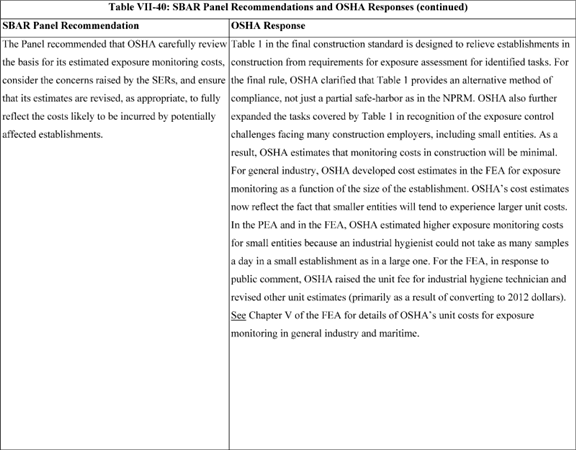 Table VII-40: SBAR Panel Recommendations and OSHA Responses (continued)
SBAR Panel Recommendation
OSHA Response
The Panel recommended that OSHA carefully review
the basis for its estimated exposure monitoring costs,
consider the concerns raised by the SERs, and ensure
that its estimates are revised, as appropriate, to fully
reflect the costs likely to be incurred by potentially
affected establishments.
Table 1 in the final construction standard is designed to relieve establishments in
construction from requirements for exposure assessment for identified tasks. For
the final rule, OSHA clarified that Table 1 provides an alternative method of
compliance, not just a partial safe-harbor as in the NPRM. OSHA also further
expanded the tasks covered by Table 1 in recognition of the exposure control
challenges facing many construction employers, including small entities. As a
result, OSHA estimates that monitoring costs in construction will be minimal.
For general industry, OSHA developed cost estimates in the FEA for exposure
monitoring as a function of the size of the establishment. OSHA's cost estimates
now reflect the fact that smaller entities will tend to experience larger unit costs.
In the PEA and in the FEA, OSHA estimated higher exposure monitoring costs
for small entities because an industrial hygienist could not take as many samples
a day in a small establishment as in a large one. For the FEA, in response to
public comment, OSHA raised the unit fee for industrial hygiene technician and
revised other unit estimates (primarily as a result of converting to 2012 dollars).
See Chapter V of the FEA for details of OSHA's unit costs for exposure
monitoring in general industry and maritime.